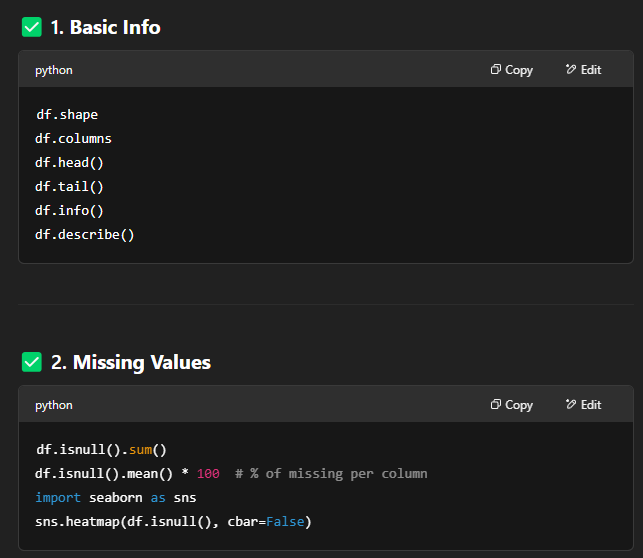 ✅ 1. Basic Info
python Copy Edit
df.shape
df.columns
df.head()
df.tail()
df.info()
df.describe()
✅ 2. Missing Values
python Copy Edit
df.isnull().sum()
df.isnull().mean() * 100  # % of missing per column
import seaborn as sns
sns.heatmap(df.isnull(), cbar=False)